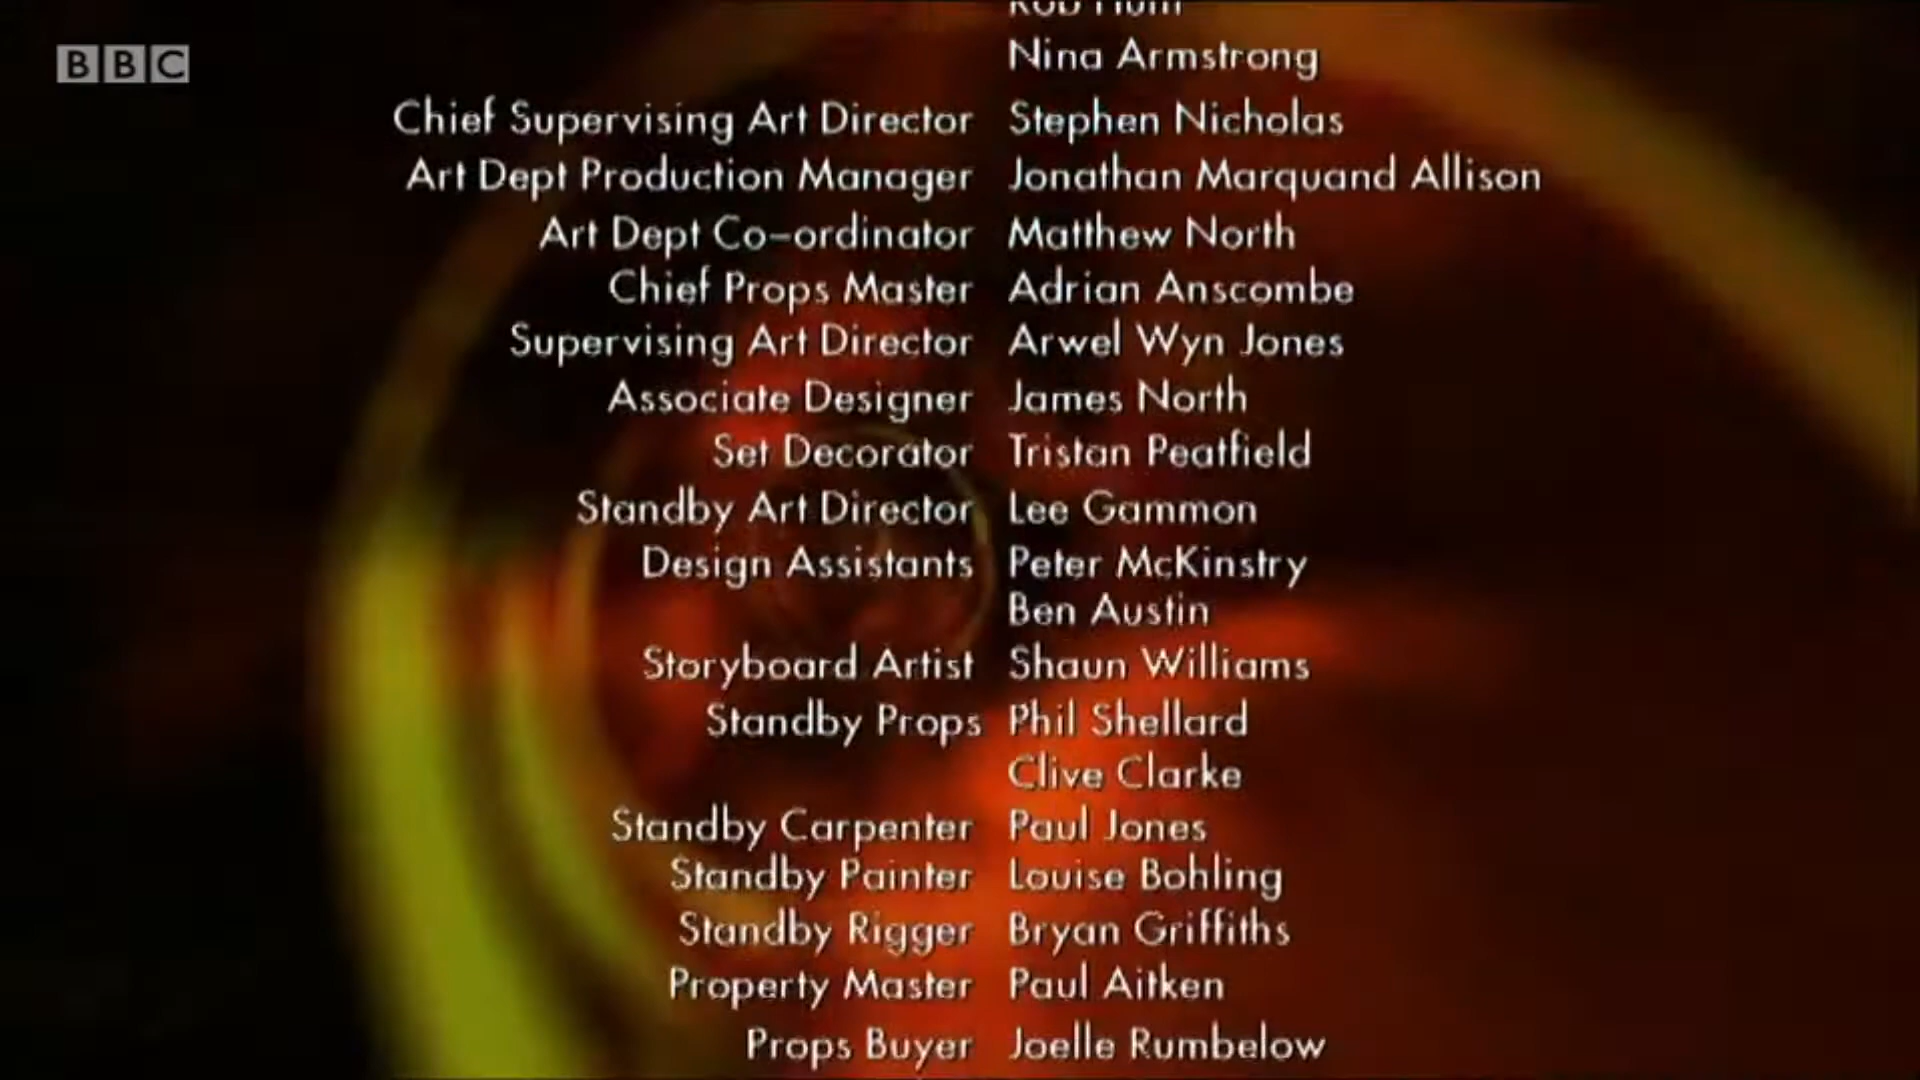 BBC
Nina Armstrong
Chief Supervising Art Director Stephen Nicholas
Art Dept Production Manager Jonathan Marquand Allison
Art Dept Co-ordinator Matthew North
Chief Props Master Adrian Anscombe
Supervising Art Director Arwel Wyn Jones
Associate Designer James North
Set Decorator Tristan Peatfield
Standby Art Director Lee Gammon
Design Assistants Peter McKinstry
Ben Austin
Storyboard Artist Shaun Williams
Standby Props Phil Shellard
Clive Clarke
Standby Carpenter Paul Jones
Standby Painter Louise Bohling
Standby Rigger Bryan Griffiths
Property Master Paul Aitken
Props Buyer Joelle Rumbelow